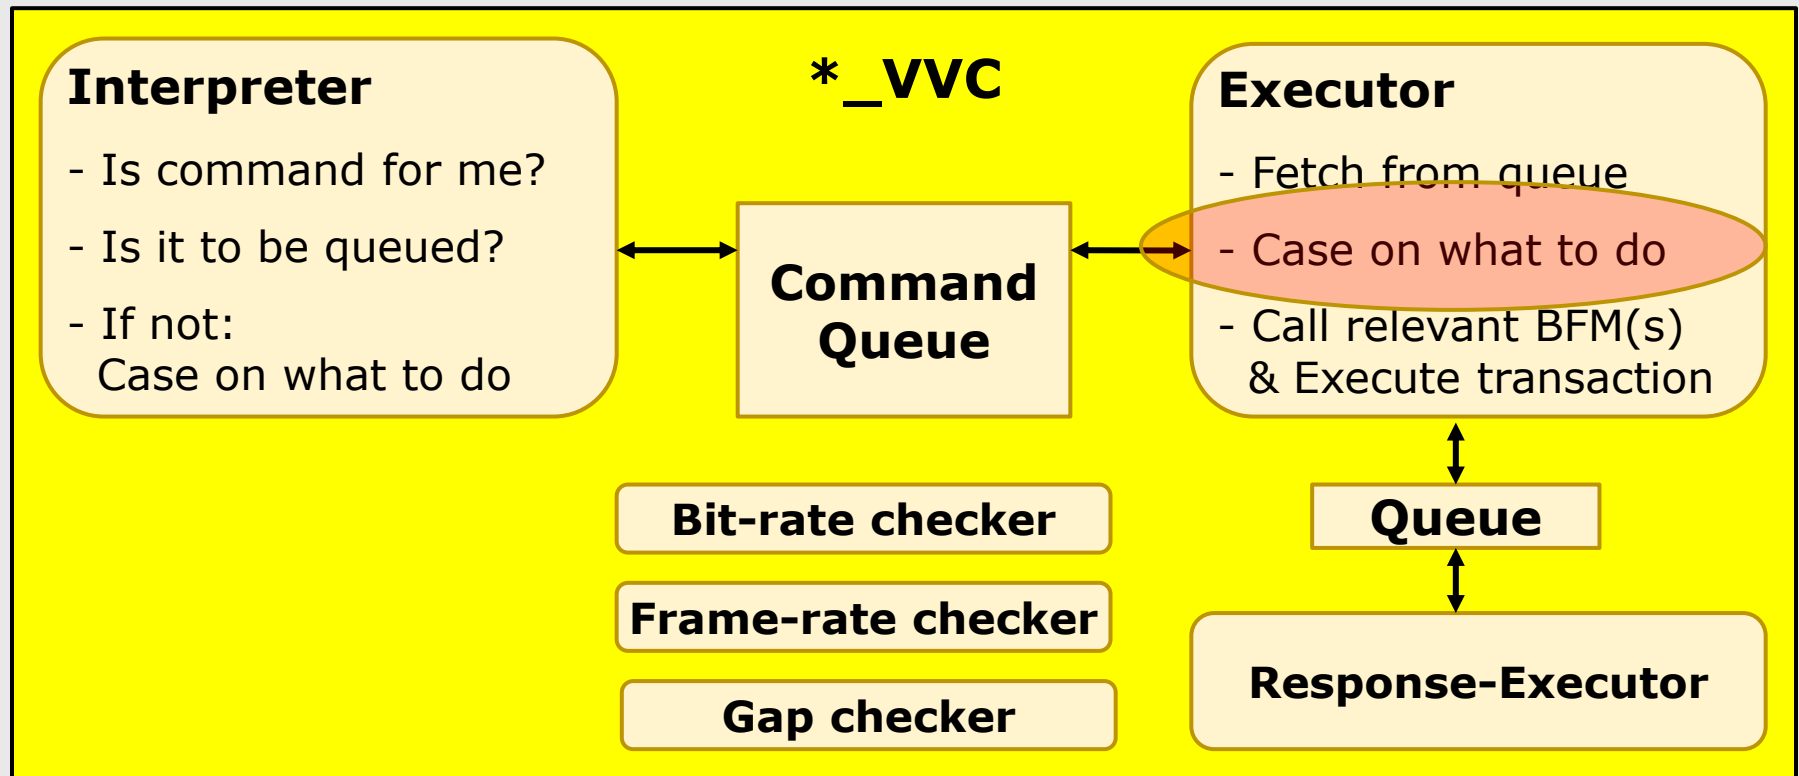 *_VVC
Interpreter
- Is command for me?
- Is it to be queued?
- If not:
Case on what to do
Command
Queue
Executor
- Fetch from queue
- Case on what to do
- Call relevant BFM(s)
& Execute transaction
Bit-rate checker
Frame-rate checker
Gap checker
Queue
Response-Executor